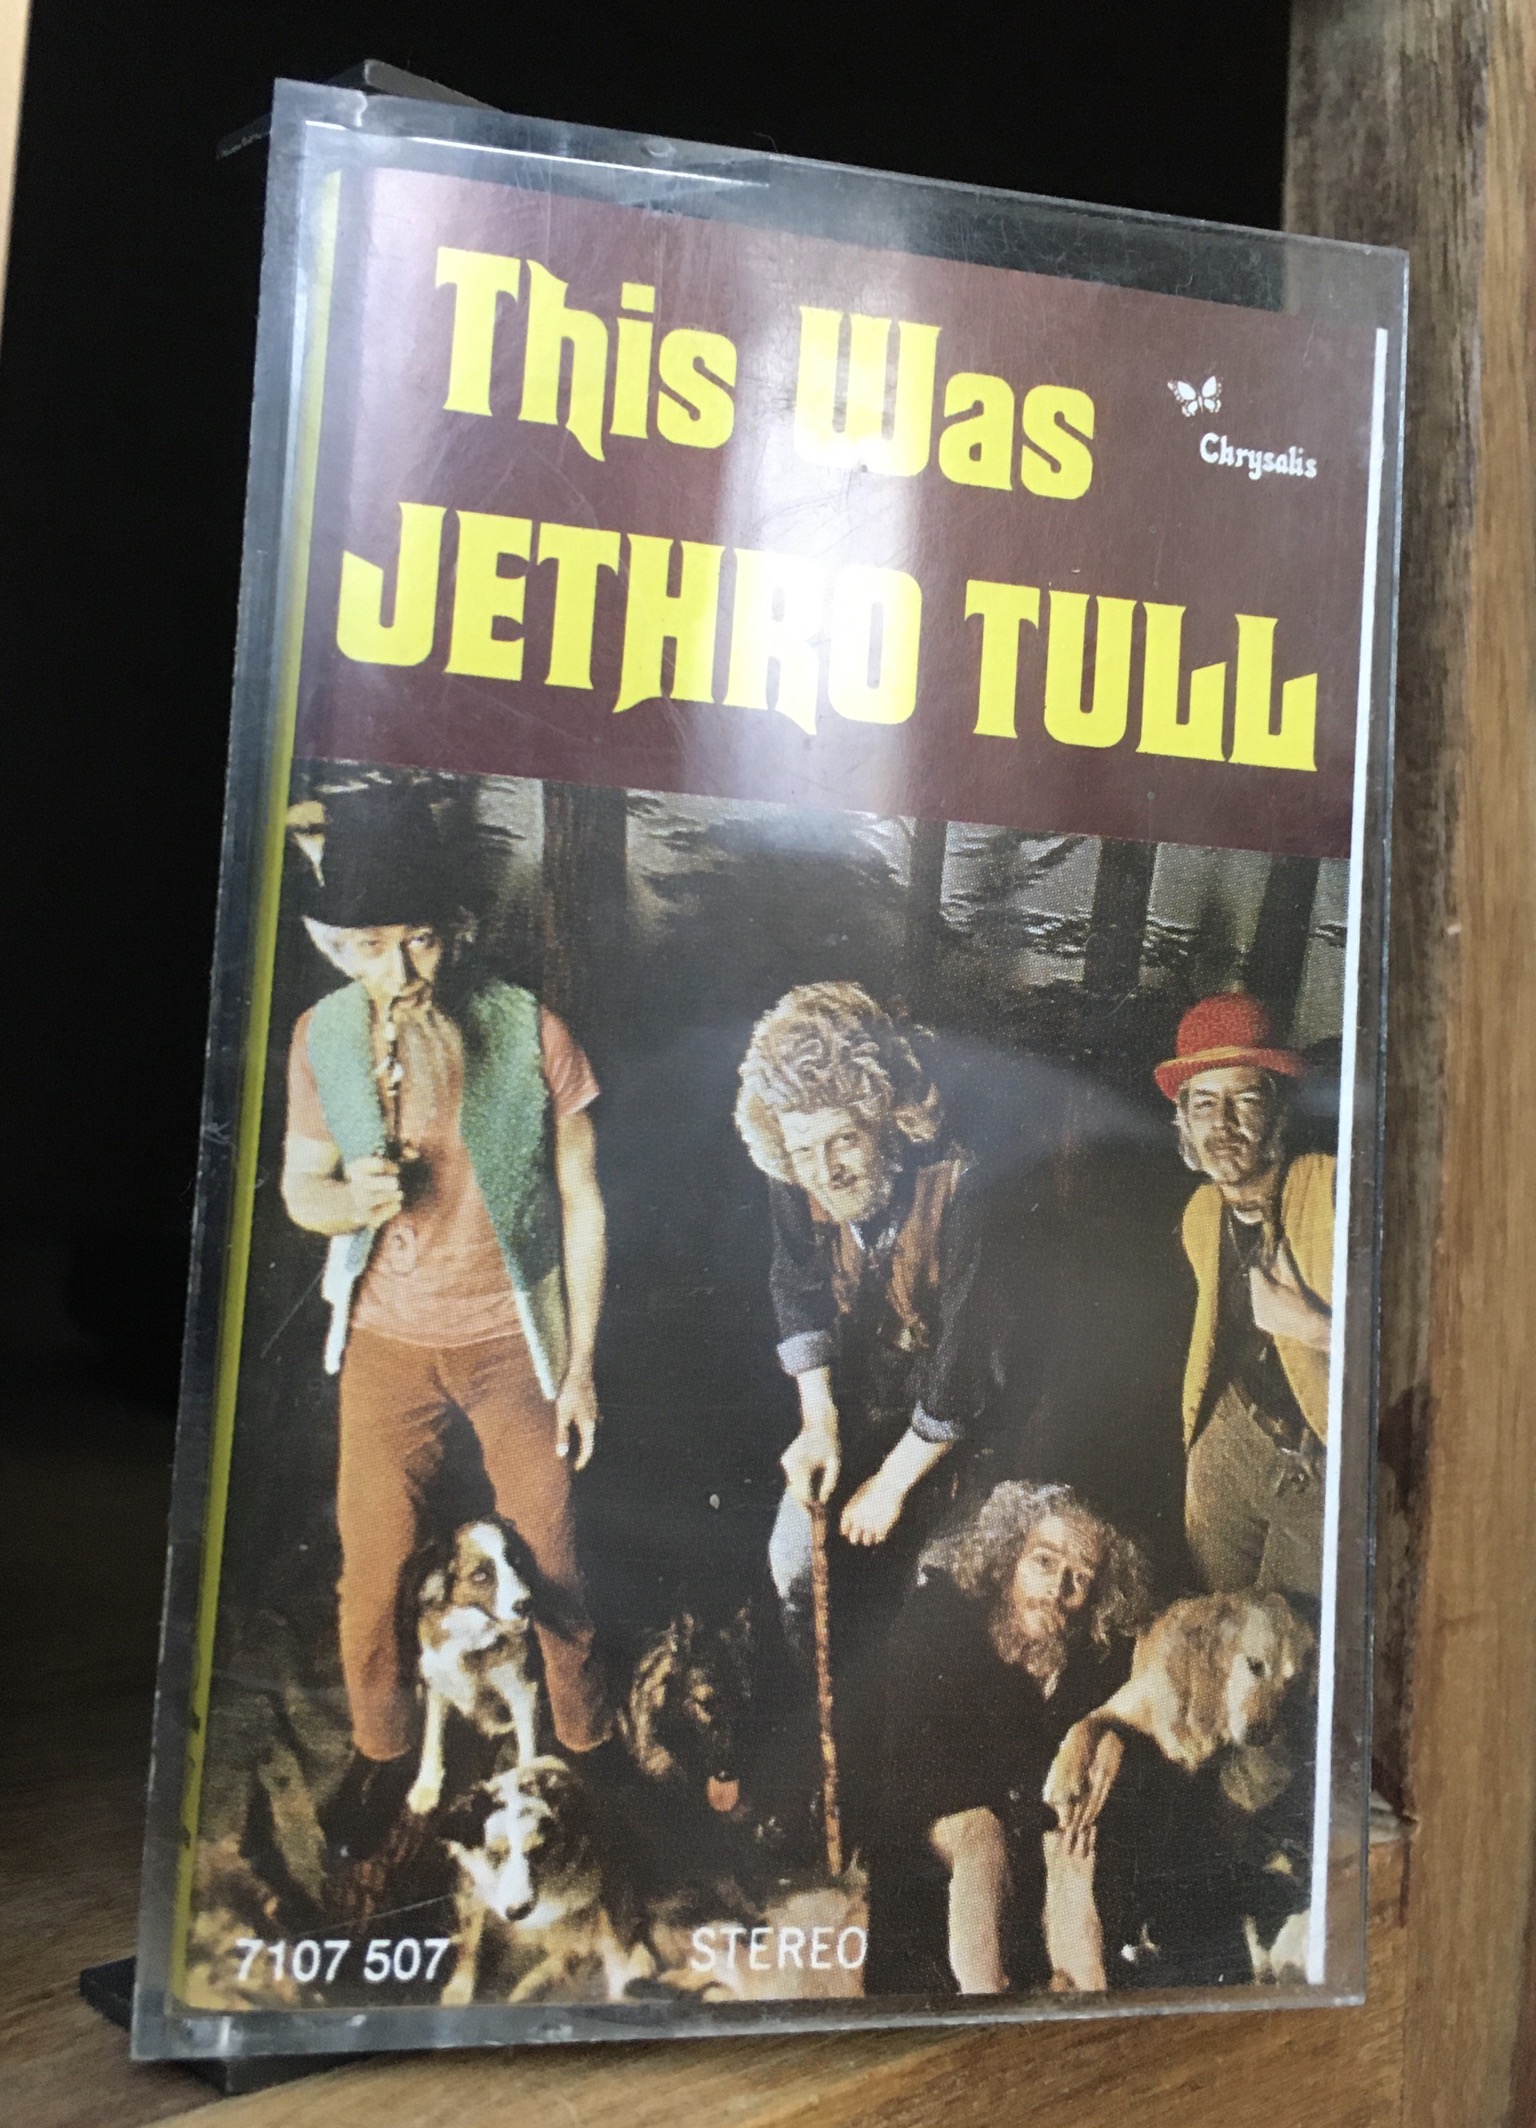 This Was
Chrysalis
JETHRO TULL
7107 507
STEREO